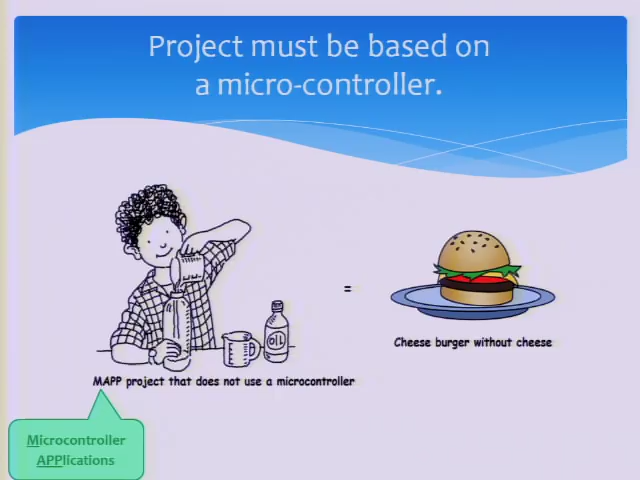 Project must be based on
a micro-controller.
OIL
=
Cheese burger without cheese
MAPP project that does not use a microcontroller
Microcontroller
APPlications